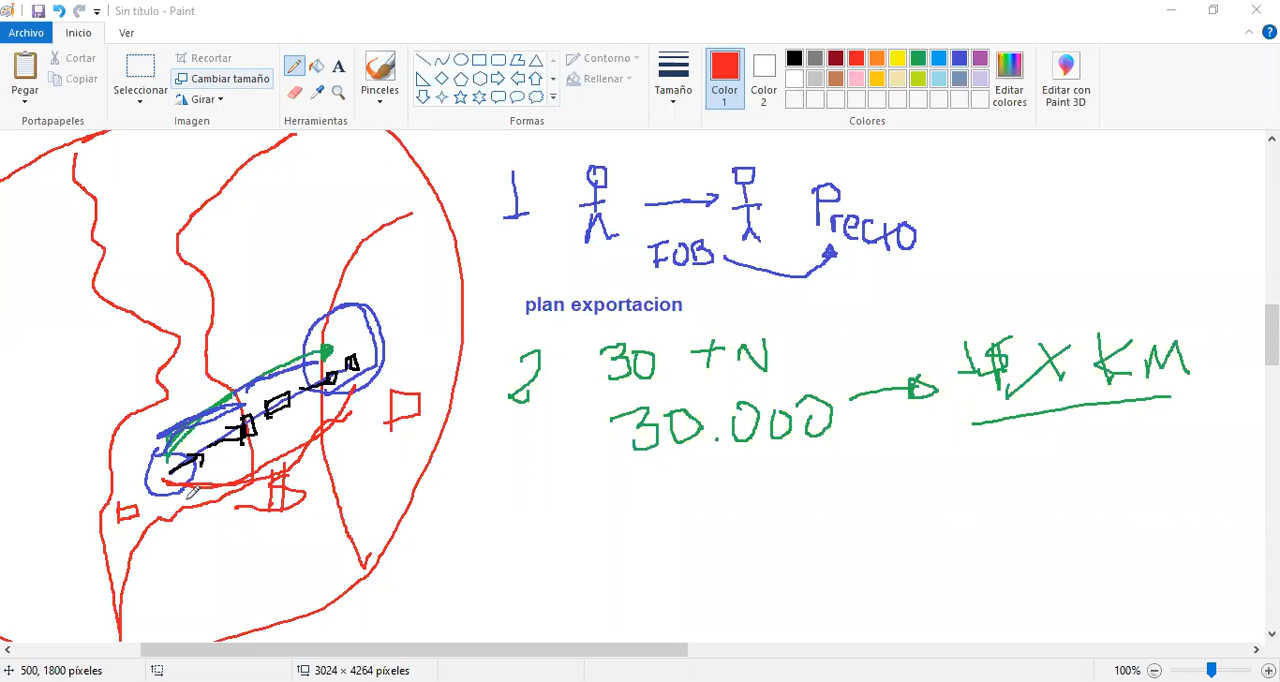 Sin título - Paint
Archivo
Inicio
Ver
Pegar
Cortar
Copiar
Portapapeles
Seleccionar
Recortar
Cambiar tamaño
Girar
Imagen
A
Herramientas
Pinceles
Contorno
Rellenar
Formas
Tamaño
Color 1
Color 2
Editar colores
Editar con Paint 3D
Colores
1
FOB
Precio
plan exportacion
2 30 TN
30.000
1$ X KM
500, 1800 píxeles
3024 × 4264 píxeles
100%